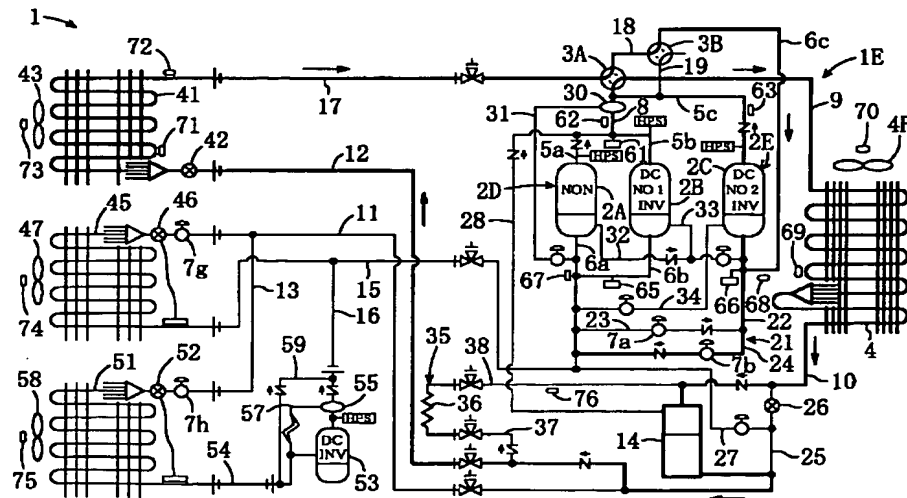 1
72
18
3B
6c
3A
1E
43
19
63
17
41
30
9
31
8
5c
70
4F
71
62
HPS
42
12
61
5b
HPS
2E
73
5a
HPS
2C
45
46
11
2D
NON
DC
NO 1
INV
DC
NO 2
INV
2A
2B
33
69
47
7g
28
32
15
6a
67
6b
13
65
34
66
68
74
16
23
22
51
52
59
35
7a
21
38
7b
24
4
55
58
57
36
76
10
7h
HPS
26
37
14
75
54
DC
INV
53
27
25